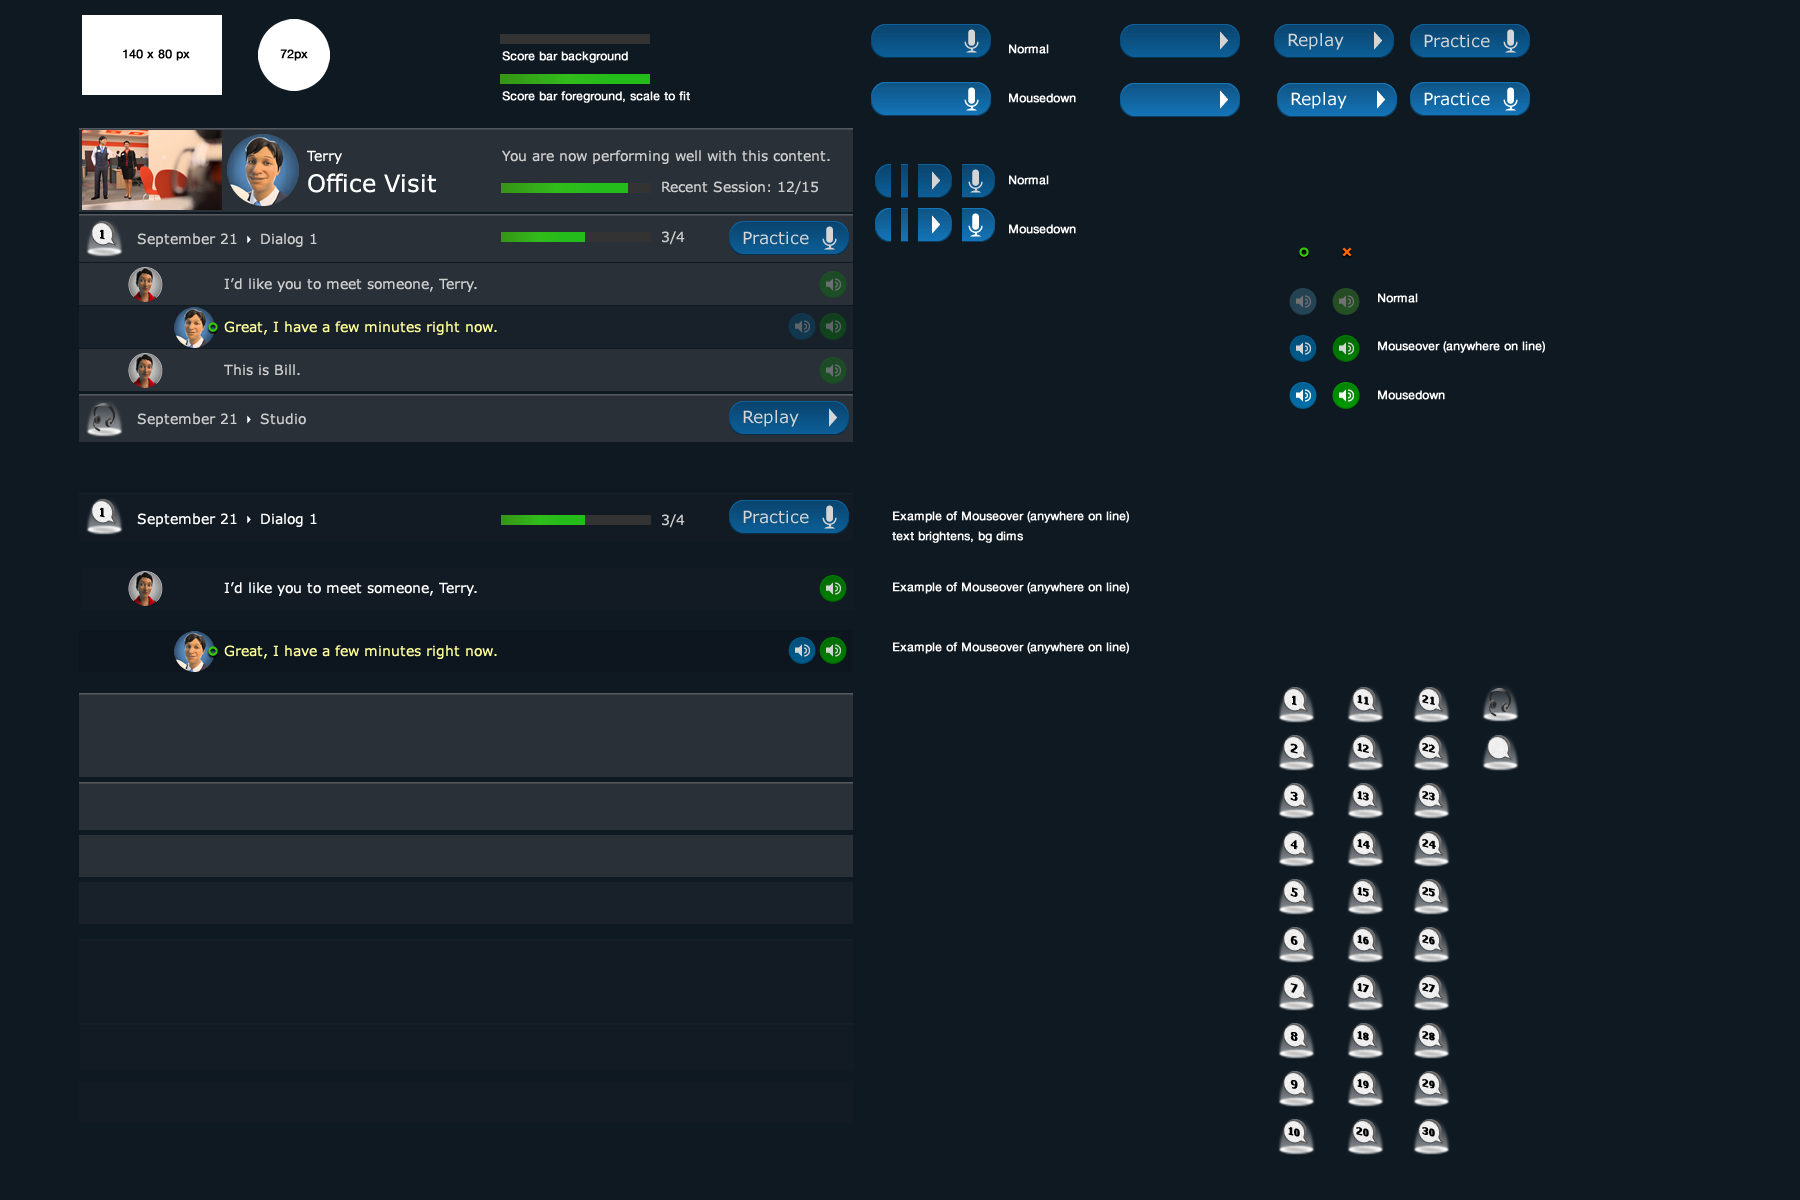 140 x 80 px
72px
Score bar background
Score bar foreground, scale to fit
Normal
Replay
Practice
Mousedown
Replay
Practice
Terry
Office Visit
You are now performing well with this content.
Recent Session: 12/15
Normal
Mousedown
1
September 21 ▸ Dialog 1
3/4
Practice
I'd like you to meet someone, Terry.
Great, I have a few minutes right now.
This is Bill.
September 21 ▸ Studio
Replay
Normal
Mouseover (anywhere on line)
Mousedown
1
September 21 ▸ Dialog 1
3/4
Practice
Example of Mouseover (anywhere on line)
text brightens, bg dims
I'd like you to meet someone, Terry.
Example of Mouseover (anywhere on line)
Great, I have a few minutes right now.
Example of Mouseover (anywhere on line)
1 11 21
2 12 22
3 13 23
4 14 24
5 15 25
6 16 26
7 17 27
8 18 28
9 19 29
10 20 30